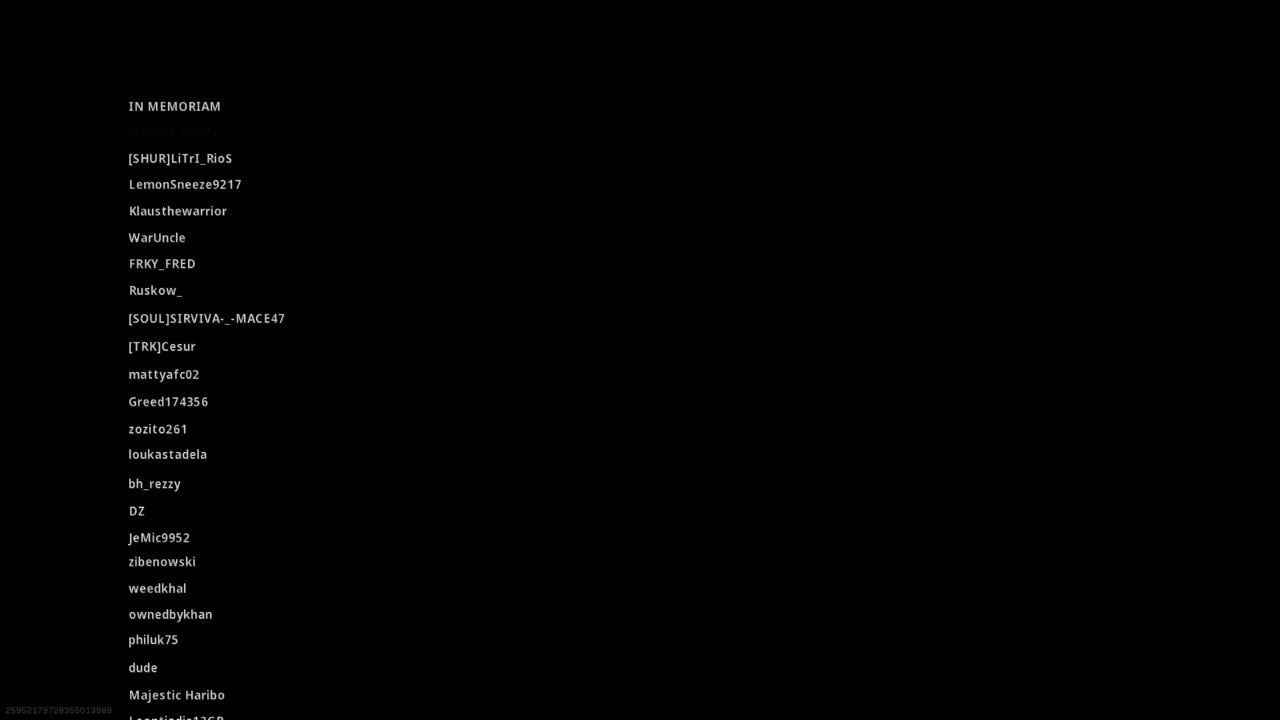 IN MEMORIAM
[SHUR]LiTrI_RioS
LemonSneeze9217
Klausthewarrior
WarUncle
FRKY_FRED
Ruskow_
[SOUL]SIRVIVA-_-MACE47
[TRK]Cesur
mattyafc02
Greed174356
zozito261
loukastadela
bh_rezzy
DZ
JeMic9952
zibenowski
weedkhal
ownedbykhan
philuk75
dude
Majestic Haribo